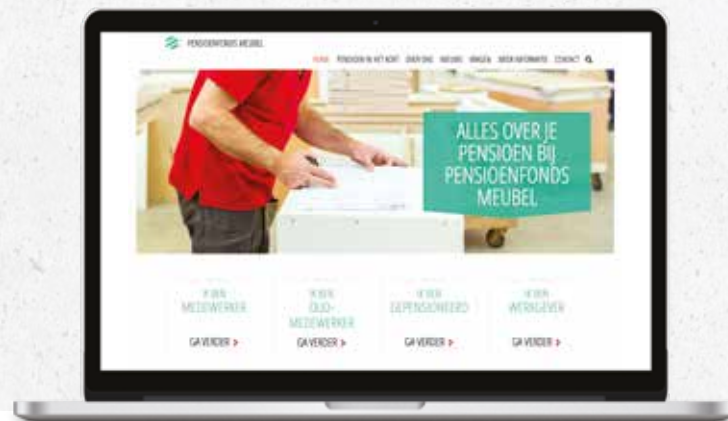 PENSIOENFONDS MEUBEL
HOME PENSIOEN IN HET KORT OVER ONS NIEUWS VRAGEN MEER INFORMATIE CONTACT
ALLES OVER JE
PENSIOEN BIJ
PENSIOENFONDS
MEUBEL
IK BEN
MEDEWERKER
GA VERDER >
IK BEN
OUD-
MEDEWERKER
GA VERDER >
IK BEN
GEPENSIONEERD
GA VERDER >
IK BEN
WERKGEVER
GA VERDER >